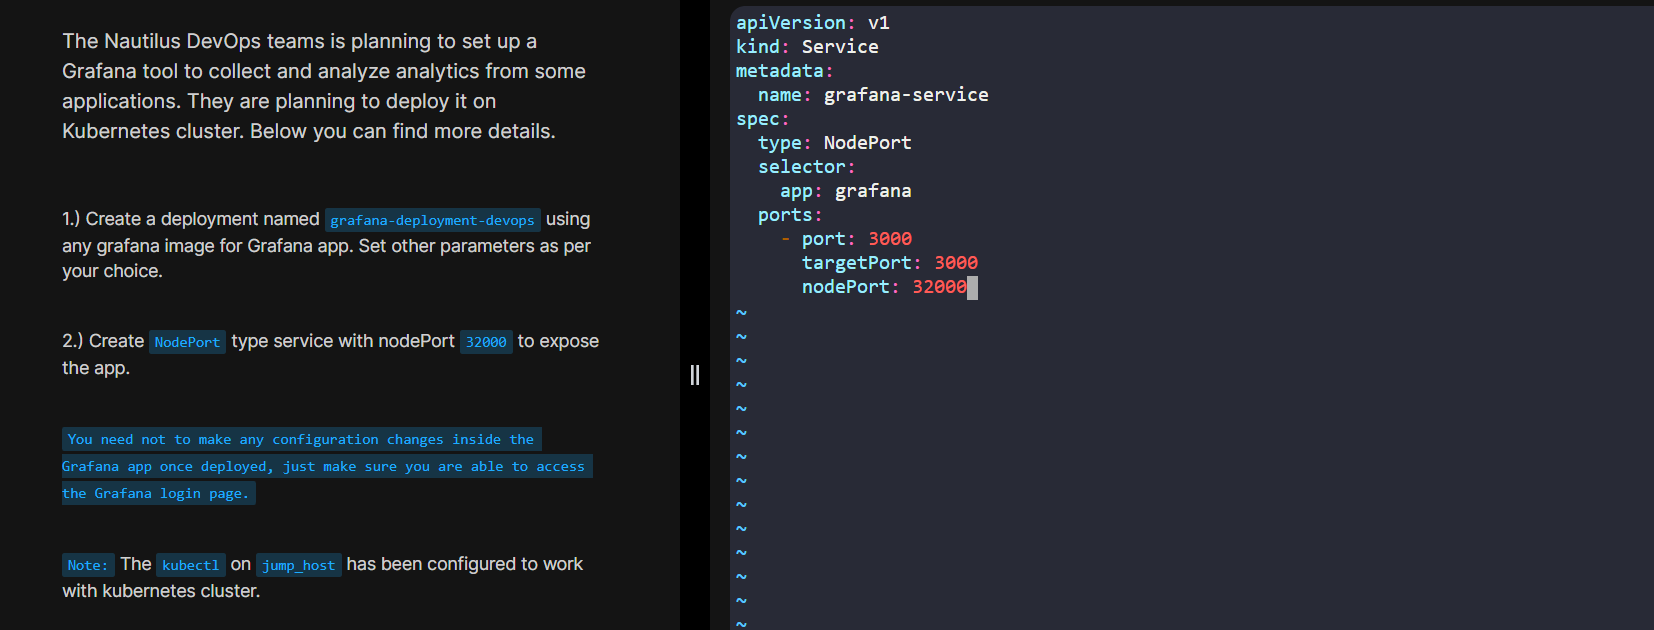 The Nautilus DevOps teams is planning to set up a
Grafana tool to collect and analyze analytics from some
applications. They are planning to deploy it on
Kubernetes cluster. Below you can find more details.
1.) Create a deployment named grafana-deployment-devops using
any grafana image for Grafana app. Set other parameters as per
your choice.
2.) Create NodePort type service with nodePort 32000 to expose
the app.
You need not to make any configuration changes inside the
Grafana app once deployed, just make sure you are able to access
the Grafana login page.
Note: The kubectl on jump_host has been configured to work
with kubernetes cluster.
apiVersion: v1
kind: Service
metadata:
  name: grafana-service
spec:
  type: NodePort
  selector:
    app: grafana
  ports:
    - port: 3000
      targetPort: 3000
      nodePort: 32000
~
~
~
~
~
~
~
~
~
~
~
~
~
~